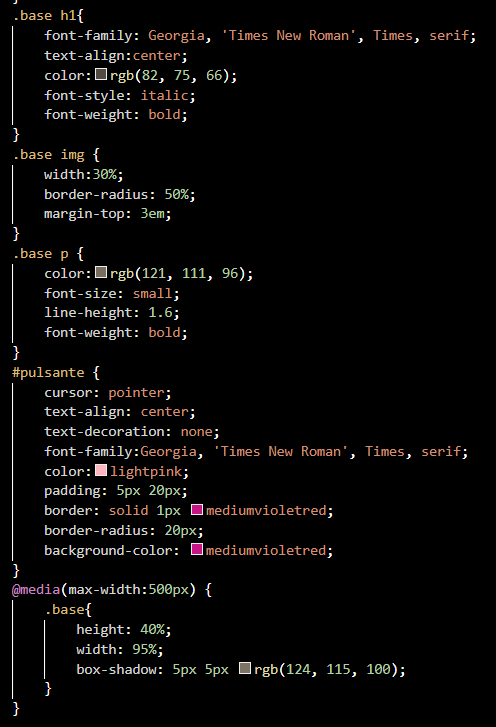 }
.base h1{
font-family: Georgia, 'Times New Roman', Times, serif;
text-align:center;
color:rgb(82, 75, 66);
font-style: italic;
font-weight: bold;
}
.base img {
width:30%;
border-radius: 50%;
margin-top: 3em;
}
.base p {
color:rgb(121, 111, 96);
font-size: small;
line-height: 1.6;
font-weight: bold;
}
#pulsante {
cursor: pointer;
text-align: center;
text-decoration: none;
font-family:Georgia, 'Times New Roman', Times, serif;
color:lightpink;
padding: 5px 20px;
border: solid 1px mediumvioletred;
border-radius: 20px;
background-color: mediumvioletred;
}
@media(max-width:500px) {
.base{
height: 40%;
width: 95%;
box-shadow: 5px 5px rgb(124, 115, 100);
}
}